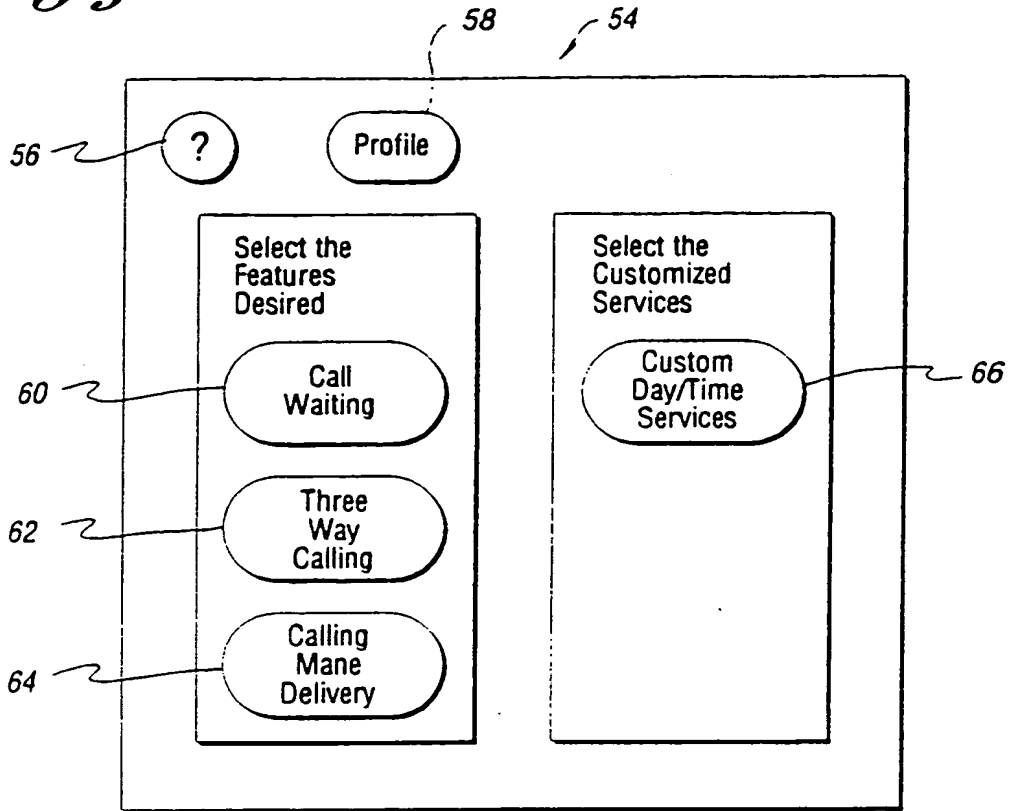 58
54
56
?
Profile
Select the
Features
Desired
Select the
Customized
Services
60
Call
Waiting
Custom
Day/Time
Services
66
62
Three
Way
Calling
64
Calling
Mane
Delivery